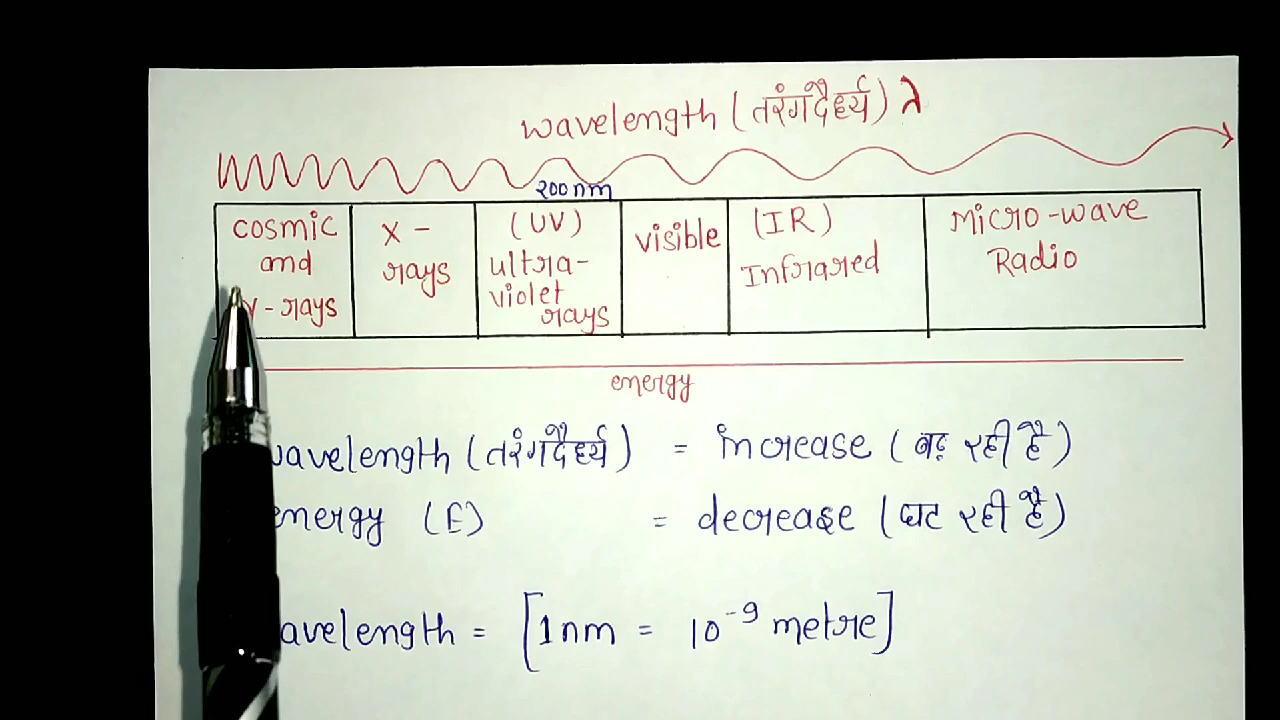 wavelength (तरंगदैर्ध्य) λ
200 nm
cosmic
and
γ-rays
X-
rays
(UV)
ultra-
violet
rays
visible
(IR)
Infrared
Micro-wave
Radio
energy
wavelength (तरंगदैर्ध्य) = increase (बढ़ रही है)
energy (E) = decrease (घट रही है)
avelength = [1nm = 10⁻⁹ metre]